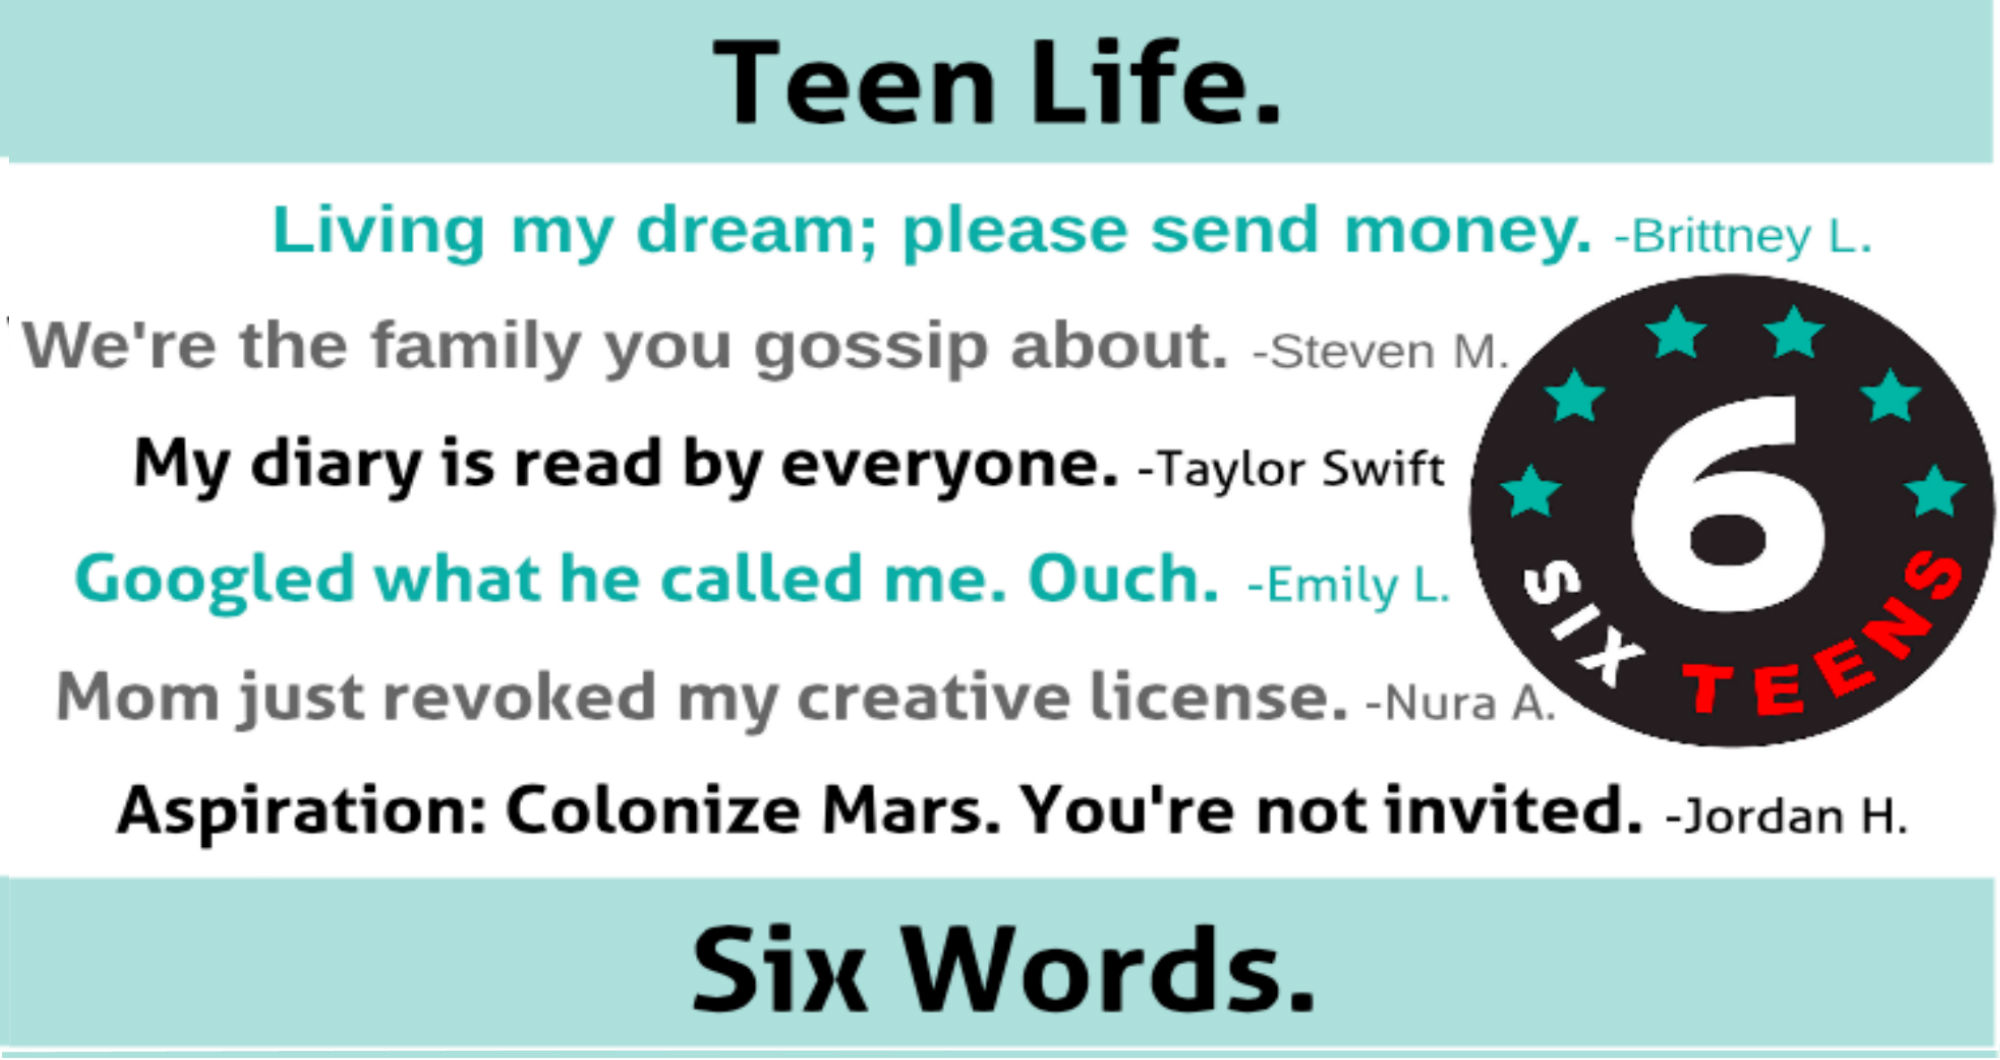 Teen Life.
Living my dream; please send money. -Brittney L.
We're the family you gossip about. -Steven M.
My diary is read by everyone. -Taylor Swift
Googled what he called me. Ouch. -Emily L.
Mom just revoked my creative license. -Nura A.
Aspiration: Colonize Mars. You're not invited. -Jordan H.
6
SIX TEENS
Six Words.